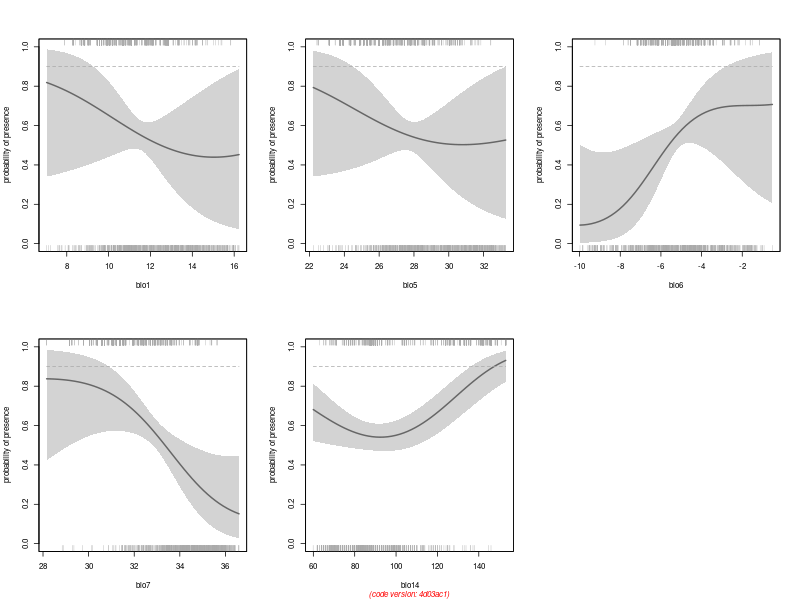 probability of presence
0.0 0.2 0.4 0.6 0.8 1.0
8 10 12 14 16
bio1
probability of presence
0.0 0.2 0.4 0.6 0.8 1.0
22 24 26 28 30 32
bio5
probability of presence
0.0 0.2 0.4 0.6 0.8 1.0
-10 -8 -6 -4 -2
bio6
probability of presence
0.0 0.2 0.4 0.6 0.8 1.0
28 30 32 34 36
bio7
probability of presence
0.0 0.2 0.4 0.6 0.8 1.0
60 80 100 120 140
bio14
(code version: 4d03ac1)